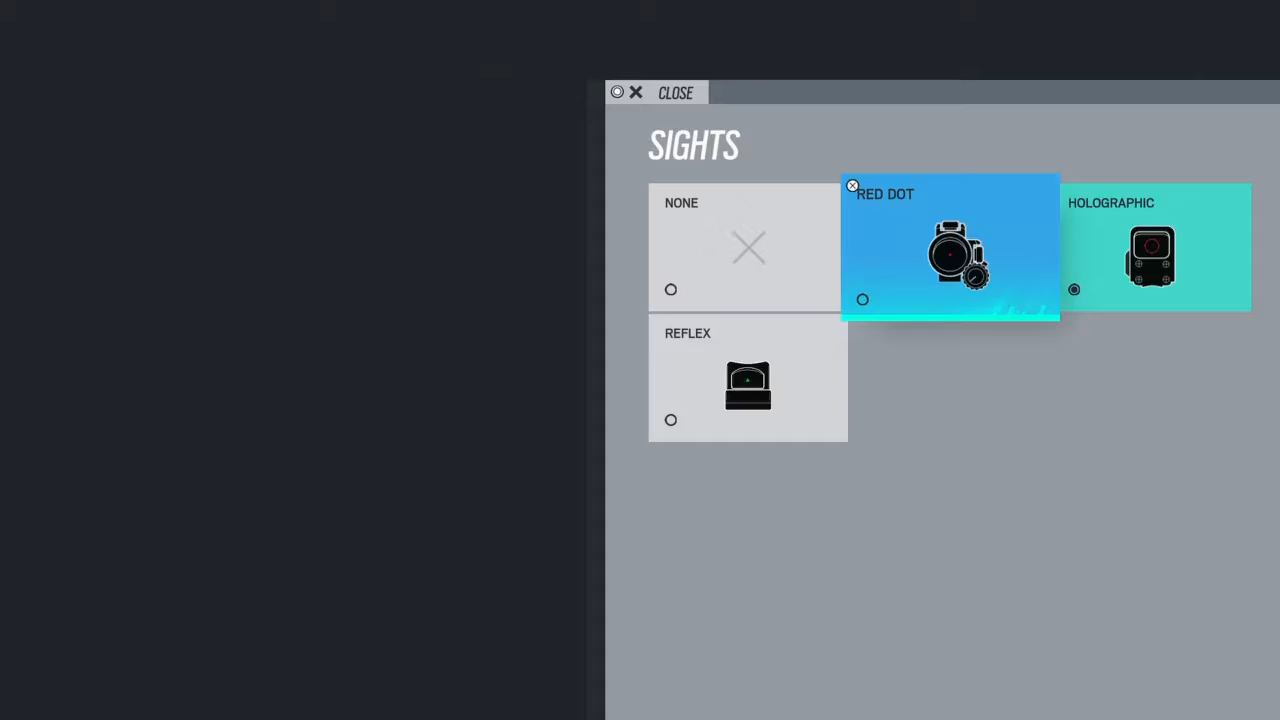 CLOSE
SIGHTS
NONE
RED DOT
HOLOGRAPHIC
REFLEX